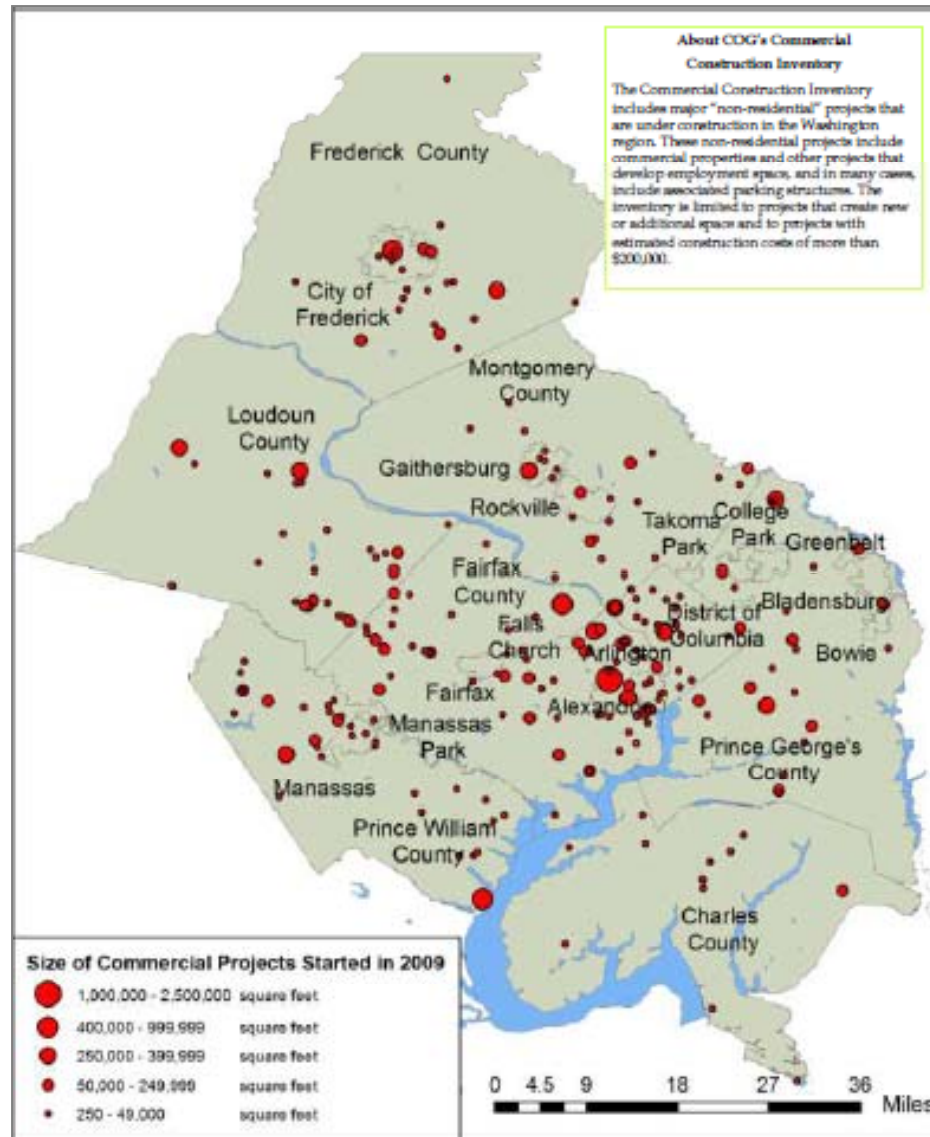 About COG's Commercial
Construction Inventory
The Commercial Construction Inventory
includes major "non-residential" projects that
are under construction in the Washington
region. These non-residential projects include
commercial properties and other projects that
develop employment space, and in many cases,
include associated parking structures. The
inventory is limited to projects that create new
or additional space and to projects with
estimated construction costs of more than
$200,000.
Frederick County
City of
Frederick
Montgomery
County
Loudoun
County
Gaithersburg
Rockville
Takoma
Park
College
Park
Greenbelt
Fairfax
County
Bladensburg
District of
Columbia
Falls
Church
Arlington
Bowie
Fairfax
Alexandria
Manassas
Park
Prince George's
County
Manassas
Prince William
County
Charles
County
Size of Commercial Projects Started in 2009
1,000,000 - 2,500,000 square feet
400,000 - 999,999 square feet
250,000 - 399,999 square feet
50,000 - 249,999 square feet
250 - 49,000 square feet
0 4.5 9 18 27 36
Miles